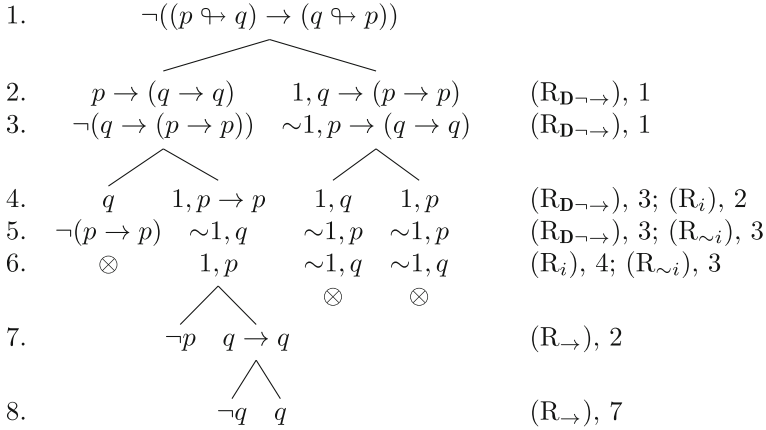 1. ¬((p ↬ q) → (q ↬ p))
2. p → (q → q) 1, q → (p → p) (R_D¬→), 1
3. ¬(q → (p → p)) ∼1, p → (q → q) (R_D¬→), 1
4. q 1, p → p 1, q 1, p (R_D¬→), 3; (R_i), 2
5. ¬(p → p) ∼1, q ∼1, p ∼1, p (R_D¬→), 3; (R_∼i), 3
6. ⊗ 1, p ∼1, q ∼1, q (R_i), 4; (R_∼i), 3
⊗ ⊗
7. ¬p q → q (R_→), 2
8. ¬q q (R_→), 7